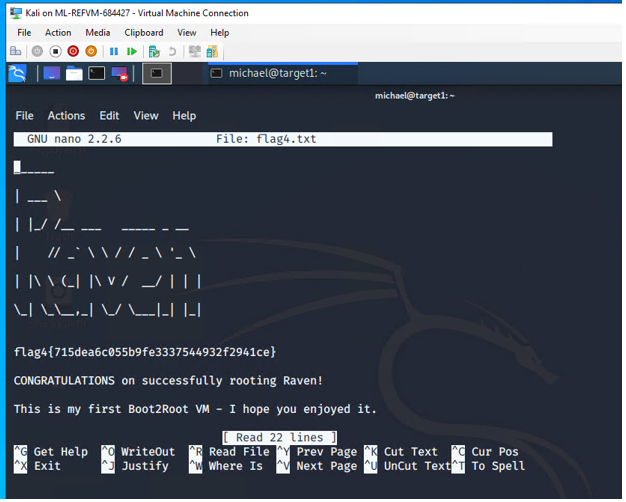 Kali on ML-REFVM-684427 - Virtual Machine Connection
File Action Media Clipboard View Help
michael@target1: ~
michael@target1: ~
File Actions Edit View Help
GNU nano 2.2.6 File: flag4.txt
______
| ___ \
| |_/ /__ ___   _____ _ __
|    // _` \ \ / / _ \ '_ \
| |\ \ (_| |\ V /  __/ | | |
\_| \_\__,_| \_/ \___|_| |_|
flag4{715dea6c055b9fe3337544932f2941ce}
CONGRATULATIONS on successfully rooting Raven!
This is my first Boot2Root VM - I hope you enjoyed it.
[ Read 22 lines ]
^G Get Help ^O WriteOut ^R Read File ^Y Prev Page ^K Cut Text ^C Cur Pos
^X Exit ^J Justify ^W Where Is ^V Next Page ^U UnCut Text ^T To Spell